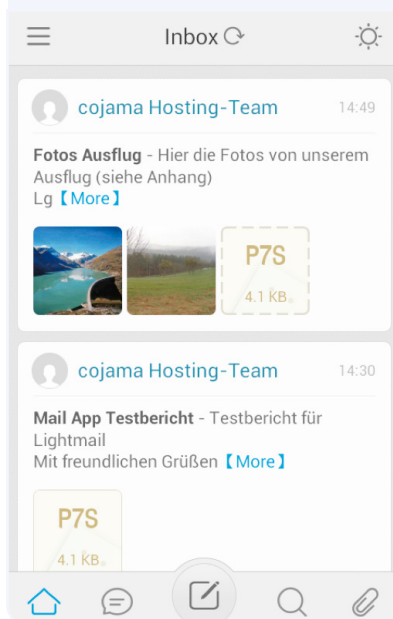 Inbox
cojama Hosting-Team 14:49
Fotos Ausflug - Hier die Fotos von unserem
Ausflug (siehe Anhang)
Lg【More】
P7S
4.1 KB
cojama Hosting-Team 14:30
Mail App Testbericht - Testbericht für
Lightmail
Mit freundlichen Grüßen【More】
P7S
4.1 KB